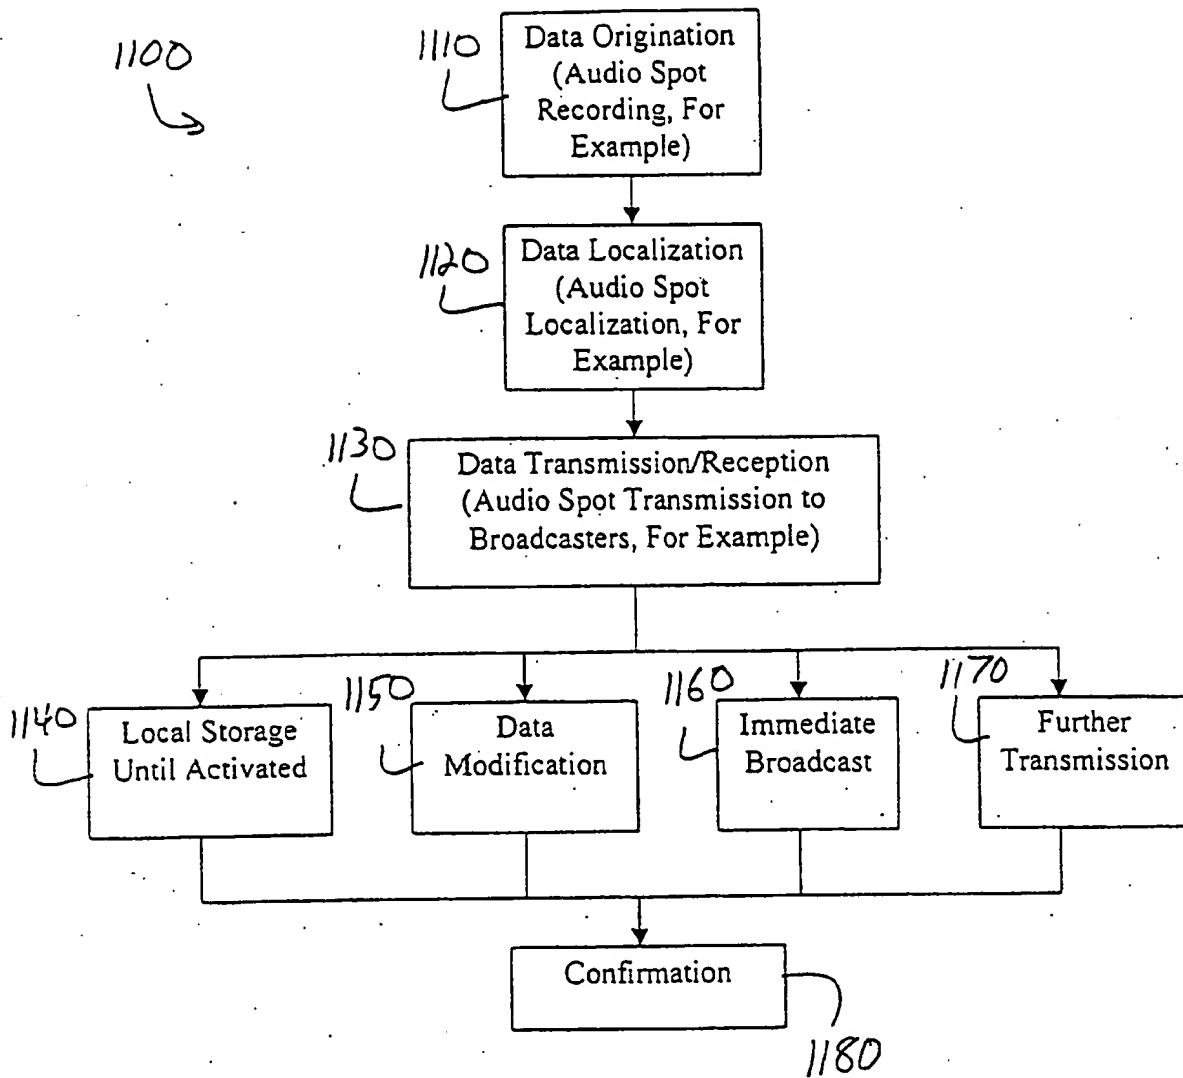 1100
1110
Data Origination
(Audio Spot
Recording, For
Example)
1120
Data Localization
(Audio Spot
Localization, For
Example)
1130
Data Transmission/Reception
(Audio Spot Transmission to
Broadcasters, For Example)
1140
Local Storage
Until Activated
1150
Data
Modification
1160
Immediate
Broadcast
1170
Further
Transmission
Confirmation
1180